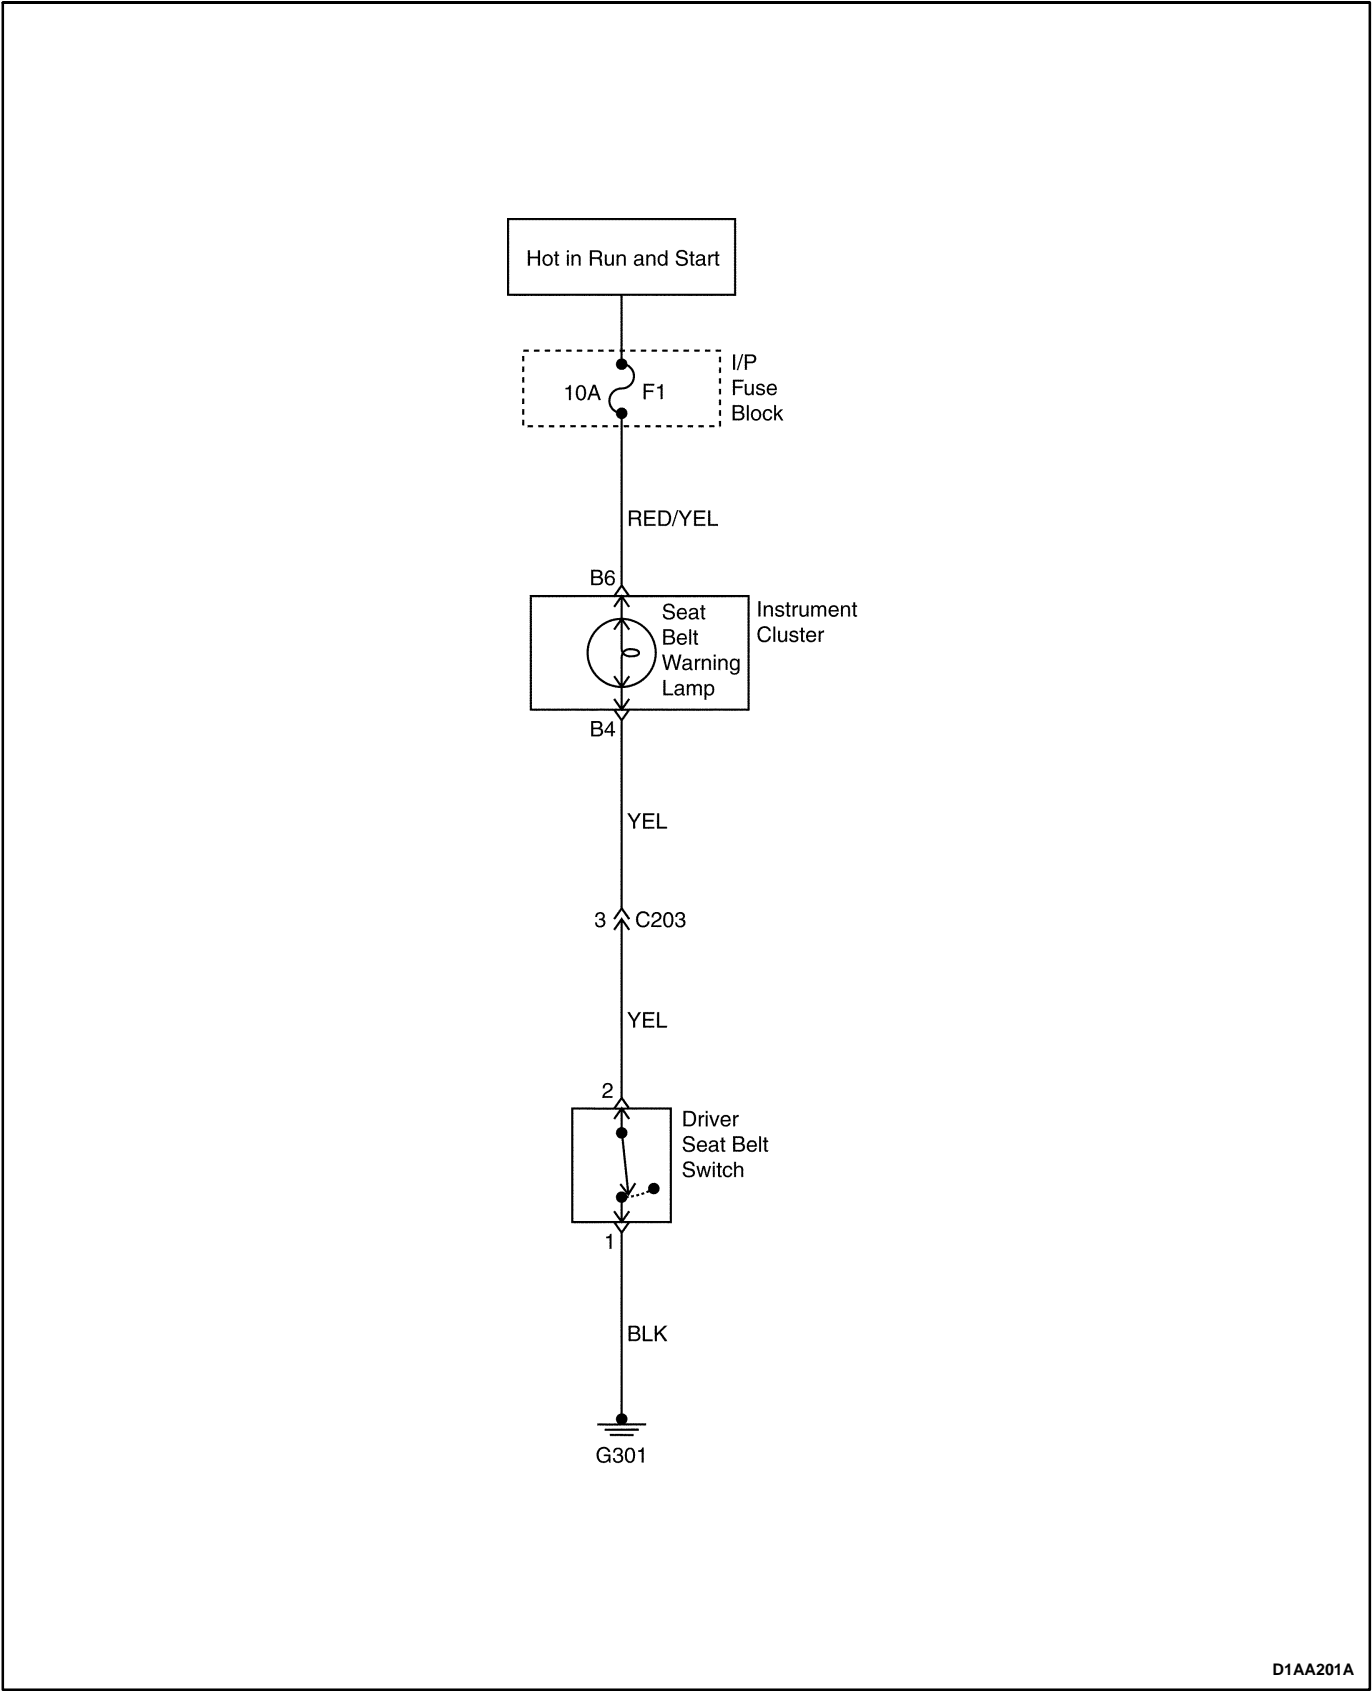 Hot in Run and Start
10A
F1
I/P
Fuse
Block
RED/YEL
B6
Seat
Belt
Warning
Lamp
Instrument
Cluster
B4
YEL
3
C203
YEL
2
Driver
Seat Belt
Switch
1
BLK
G301
D1AA201A